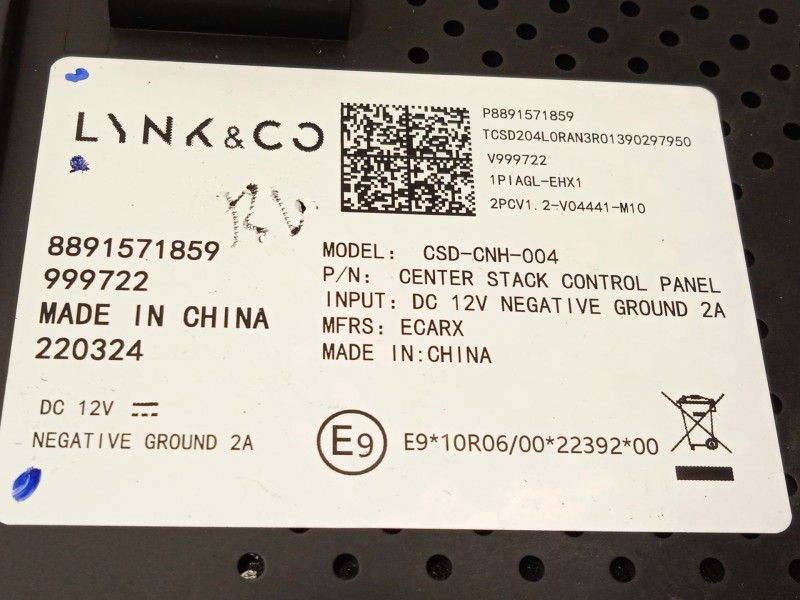 LYNK&CO
P8891571859
TCSD204L0RAN3R01390297950
V999722
1PIAGL-EHX1
2PCV1.2-V04441-M10
12V
8891571859
999722
MADE IN CHINA
220324
MODEL: CSD-CNH-004
P/N: CENTER STACK CONTROL PANEL
INPUT: DC 12V NEGATIVE GROUND 2A
MFRS: ECARX
MADE IN:CHINA
DC 12V
NEGATIVE GROUND 2A
E9
E9*10R06/00*22392*00